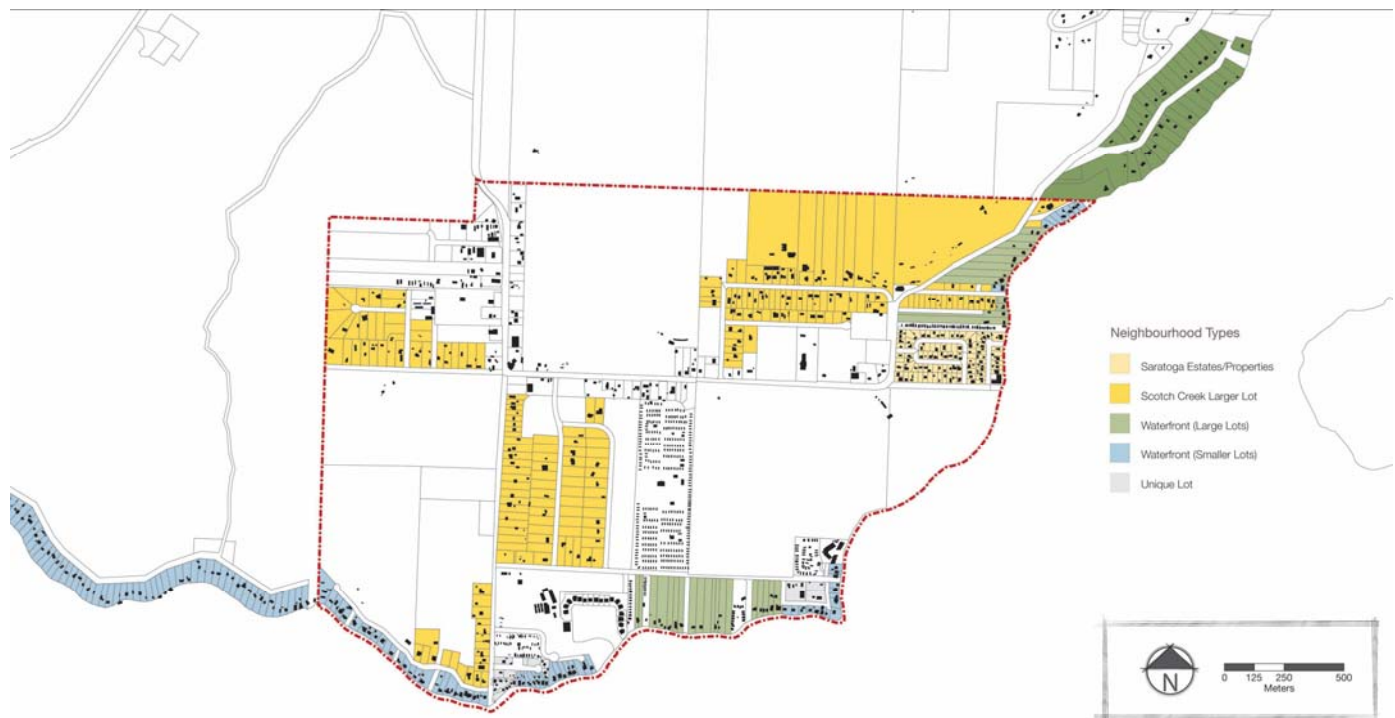 Neighbourhood Types
Saratoga Estates/Properties
Scotch Creek Larger Lot
Waterfront (Large Lots)
Waterfront (Smaller Lots)
Unique Lot
N
0 125 250 500
Meters